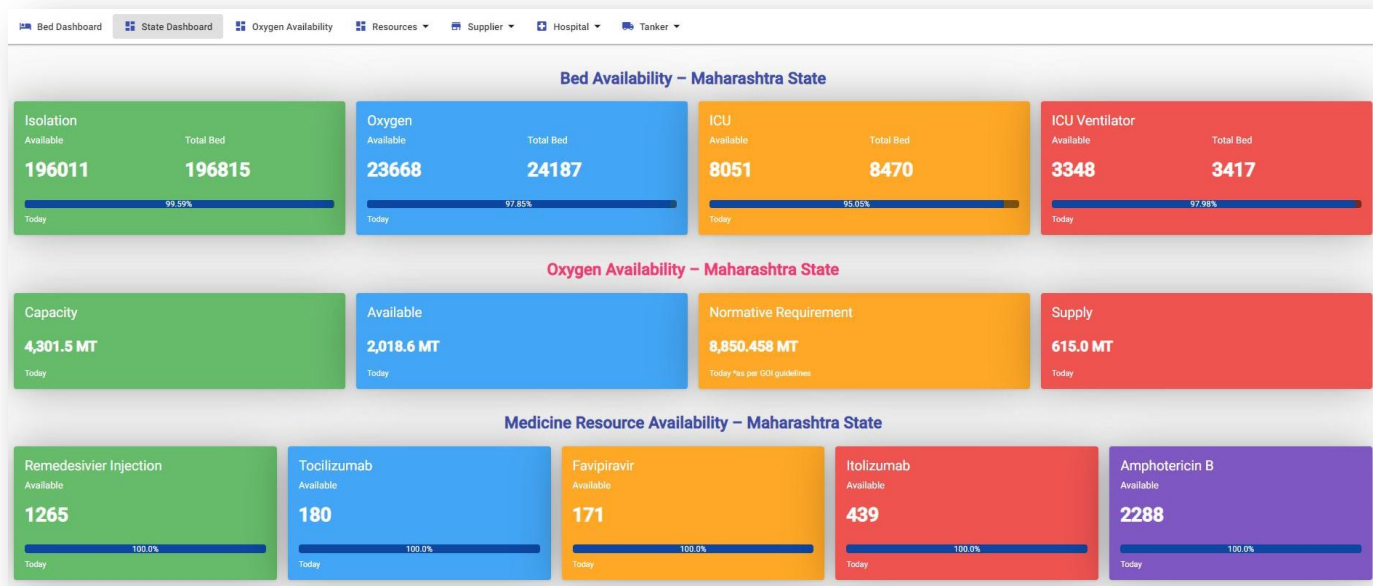 Bed Dashboard State Dashboard Oxygen Availability Resources Supplier Hospital Tanker
Bed Availability – Maharashtra State
Isolation
Available Total Bed
196011 196815
99.59%
Today
Oxygen
Available Total Bed
23668 24187
97.85%
Today
ICU
Available Total Bed
8051 8470
95.05%
Today
ICU Ventilator
Available Total Bed
3348 3417
97.98%
Today
Oxygen Availability – Maharashtra State
Capacity
4,301.5 MT
Today
Available
2,018.6 MT
Today
Normative Requirement
8,850.458 MT
Today *as per GOI guidelines
Supply
615.0 MT
Today
Medicine Resource Availability – Maharashtra State
Remedesivier Injection
Available
1265
100.0%
Today
Tocilizumab
Available
180
100.0%
Today
Favipiravir
Available
171
100.0%
Today
Itolizumab
Available
439
100.0%
Today
Amphotericin B
Available
2288
100.0%
Today